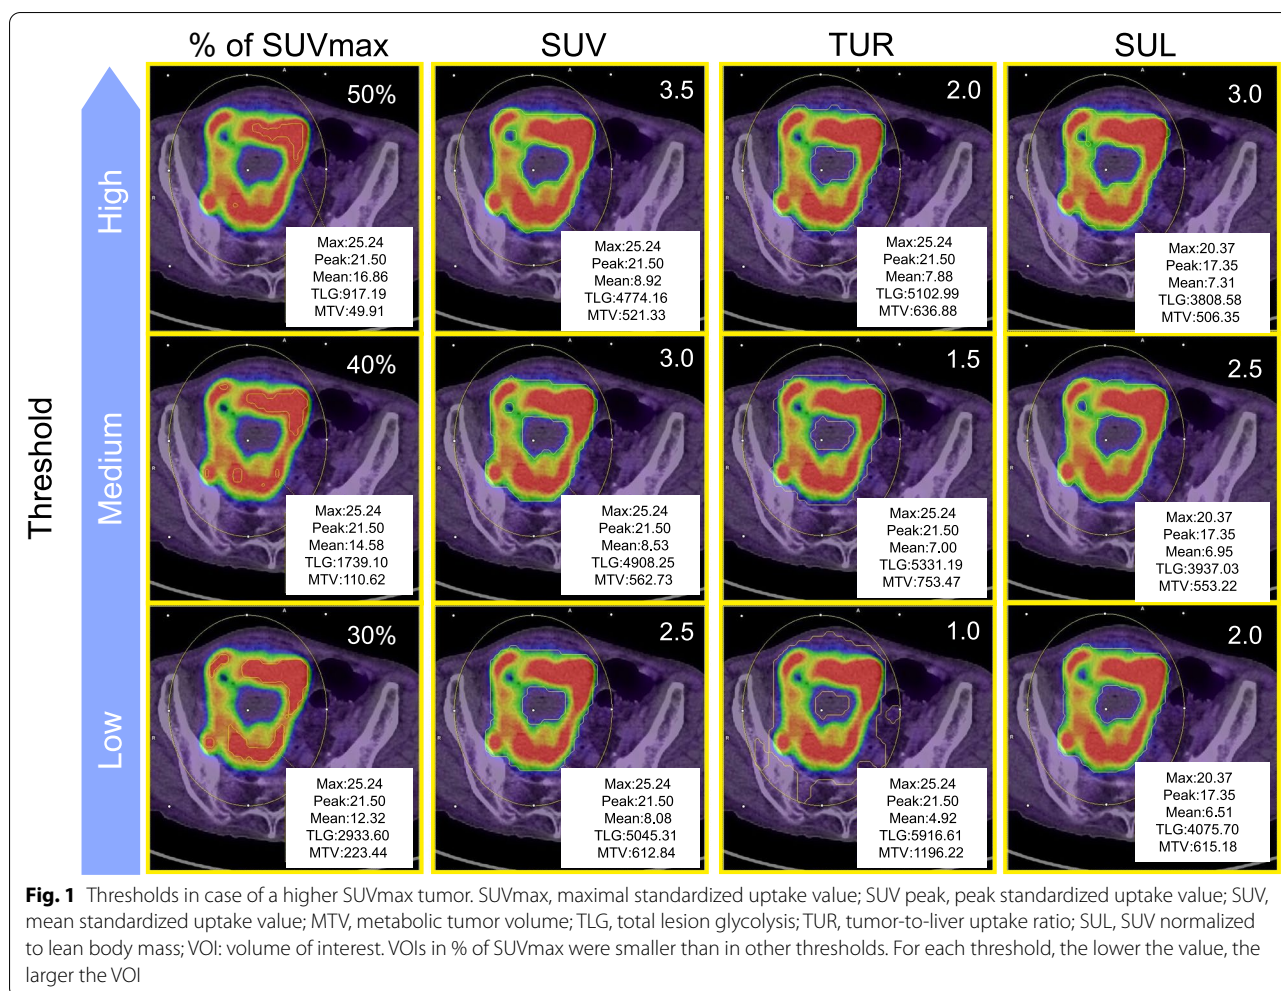 % of SUVmax
SUV
TUR
SUL
Threshold
High
50%
Max:25.24
Peak:21.50
Mean:16.86
TLG:917.19
MTV:49.91
3.5
Max:25.24
Peak:21.50
Mean:8.92
TLG:4774.16
MTV:521.33
2.0
Max:25.24
Peak:21.50
Mean:7.88
TLG:5102.99
MTV:636.88
3.0
Max:20.37
Peak:17.35
Mean:7.31
TLG:3808.58
MTV:506.35
Medium
40%
Max:25.24
Peak:21.50
Mean:14.58
TLG:1739.10
MTV:110.62
3.0
Max:25.24
Peak:21.50
Mean:8.53
TLG:4908.25
MTV:562.73
1.5
Max:25.24
Peak:21.50
Mean:7.00
TLG:5331.19
MTV:753.47
2.5
Max:20.37
Peak:17.35
Mean:6.95
TLG:3937.03
MTV:553.22
Low
30%
Max:25.24
Peak:21.50
Mean:12.32
TLG:2933.60
MTV:223.44
2.5
Max:25.24
Peak:21.50
Mean:8.08
TLG:5045.31
MTV:612.84
1.0
Max:25.24
Peak:21.50
Mean:4.92
TLG:5916.61
MTV:1196.22
2.0
Max:20.37
Peak:17.35
Mean:6.51
TLG:4075.70
MTV:615.18
Fig. 1 Thresholds in case of a higher SUVmax tumor. SUVmax, maximal standardized uptake value; SUV peak, peak standardized uptake value; SUV,
mean standardized uptake value; MTV, metabolic tumor volume; TLG, total lesion glycolysis; TUR, tumor-to-liver uptake ratio; SUL, SUV normalized
to lean body mass; VOI: volume of interest. VOIs in % of SUVmax were smaller than in other thresholds. For each threshold, the lower the value, the
larger the VOI